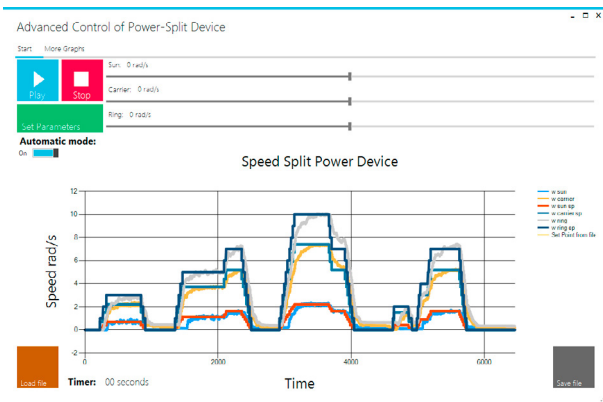 Advanced Control of Power-Split Device
Start More Graphs
Sun: 0 rad/s
Carrier: 0 rad/s
Ring: 0 rad/s
Play Stop
Set Parameters
Automatic mode:
On
Speed Split Power Device
w sun
w carrier
w sun sp
w carrier sp
w ring
w ring sp
Set Point from file
Speed rad/s
12
10
8
6
4
2
0
-2
0 2000 4000 6000
Load file
Timer: 00 seconds
Time
Save file